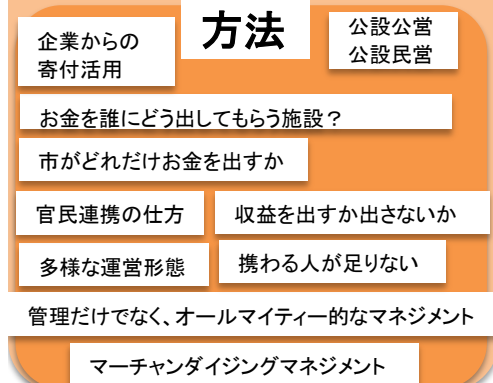 方法
企業からの
寄付活用
公設公営
公設民営
お金を誰にどう出してもらう施設?
市がどれだけお金を出すか
官民連携の仕方
収益を出すか出さないか
多様な運営形態
携わる人が足りない
管理だけでなく、オールマイティー的なマネジメント
マーチャンダイジングマネジメント